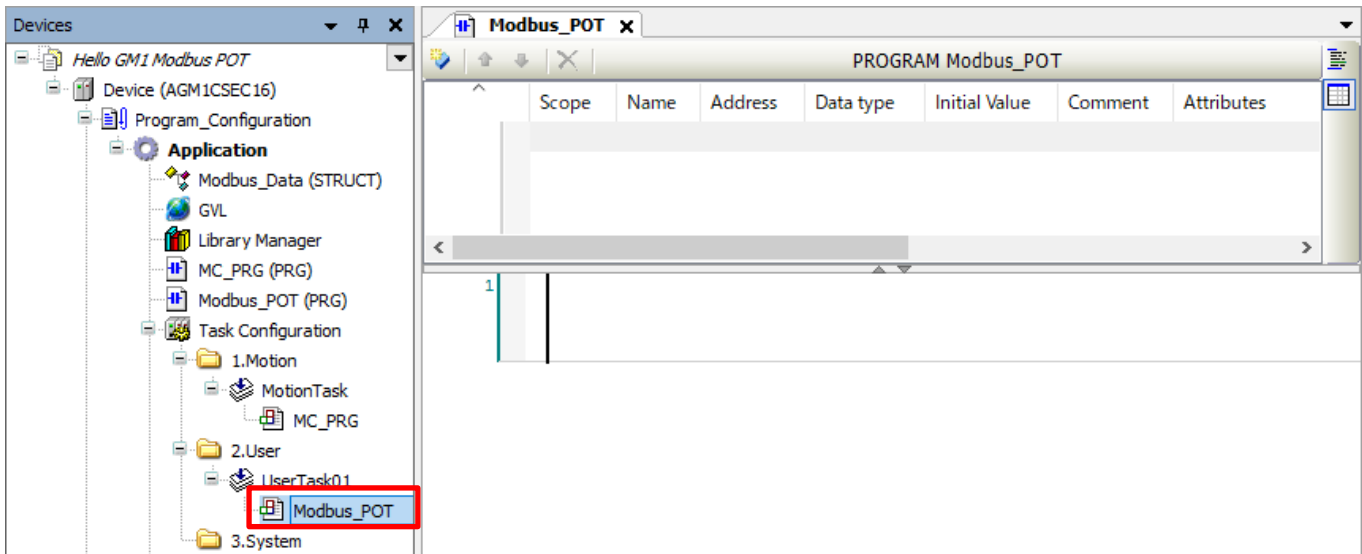 Devices
Hello GM1 Modbus POT
Device (AGM1CSEC16)
Program_Configuration
Application
Modbus_Data (STRUCT)
GVL
Library Manager
MC_PRG (PRG)
Modbus_POT (PRG)
Task Configuration
1.Motion
MotionTask
MC_PRG
2.User
UserTask01
Modbus_POT
3.System
Modbus_POT
PROGRAM Modbus_POT
Scope Name Address Data type Initial Value Comment Attributes
1